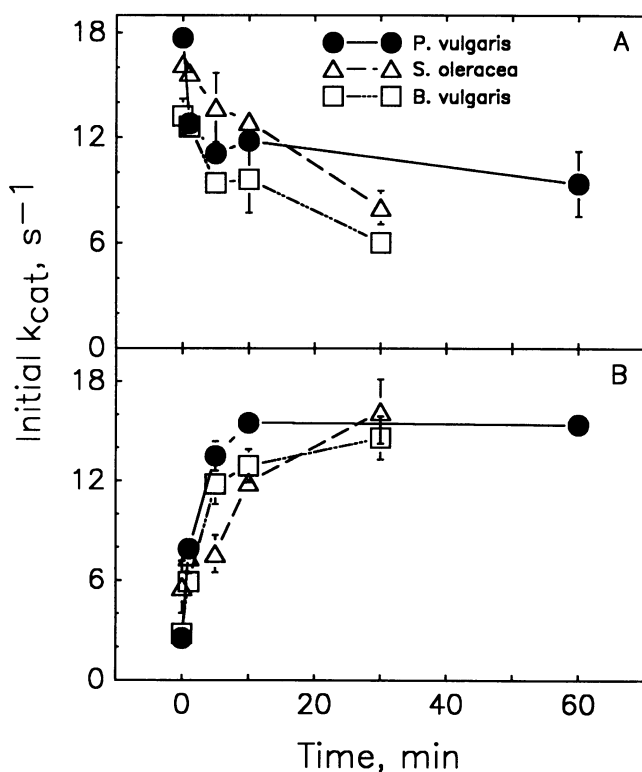 A
P. vulgaris
S. oleracea
B. vulgaris
18
12
6
0
B
18
12
6
0
Initial kcat, s−1
0 20 40 60
Time, min